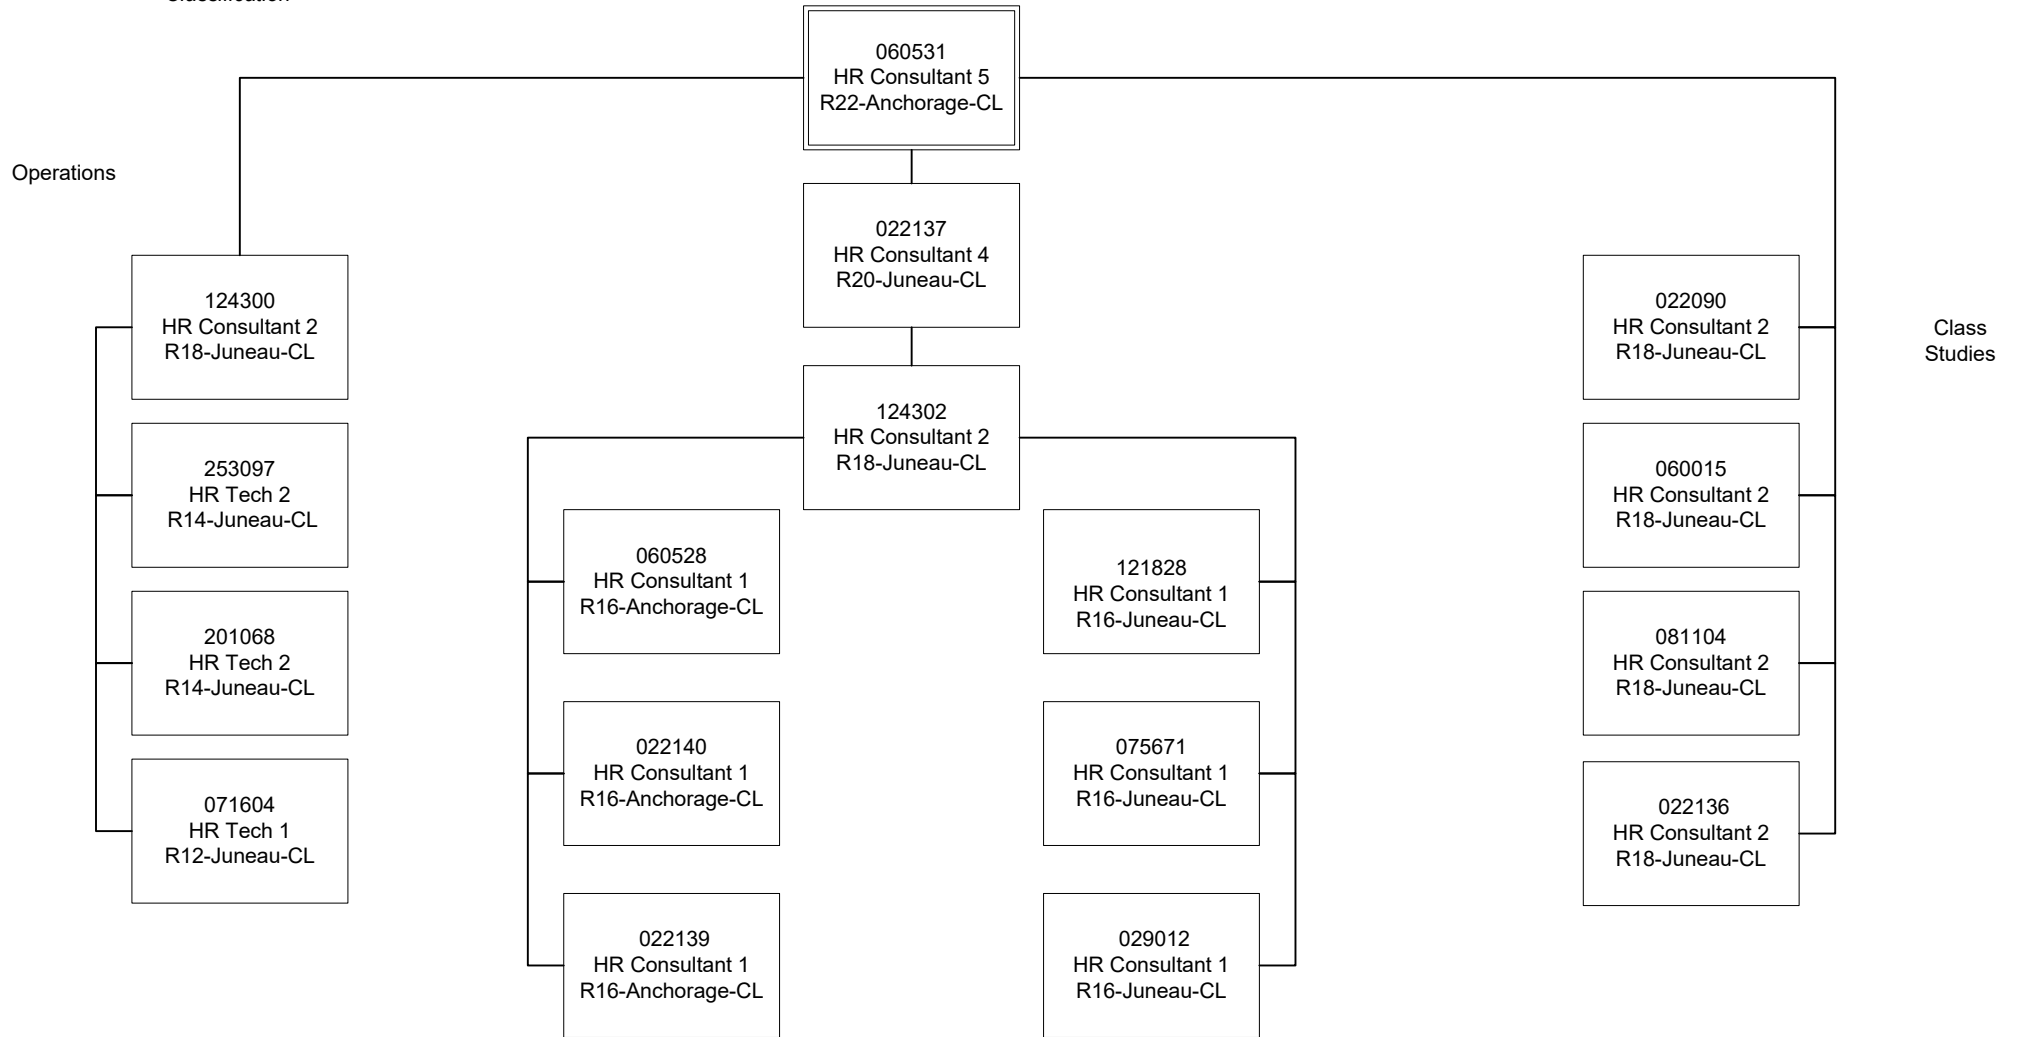 Classification
060531
HR Consultant 5
R22-Anchorage-CL
Operations
022137
HR Consultant 4
R20-Juneau-CL
124300
HR Consultant 2
R18-Juneau-CL
022090
HR Consultant 2
R18-Juneau-CL
Class
Studies
124302
HR Consultant 2
R18-Juneau-CL
253097
HR Tech 2
R14-Juneau-CL
060015
HR Consultant 2
R18-Juneau-CL
060528
HR Consultant 1
R16-Anchorage-CL
121828
HR Consultant 1
R16-Juneau-CL
201068
HR Tech 2
R14-Juneau-CL
081104
HR Consultant 2
R18-Juneau-CL
022140
HR Consultant 1
R16-Anchorage-CL
075671
HR Consultant 1
R16-Juneau-CL
071604
HR Tech 1
R12-Juneau-CL
022136
HR Consultant 2
R18-Juneau-CL
022139
HR Consultant 1
R16-Anchorage-CL
029012
HR Consultant 1
R16-Juneau-CL